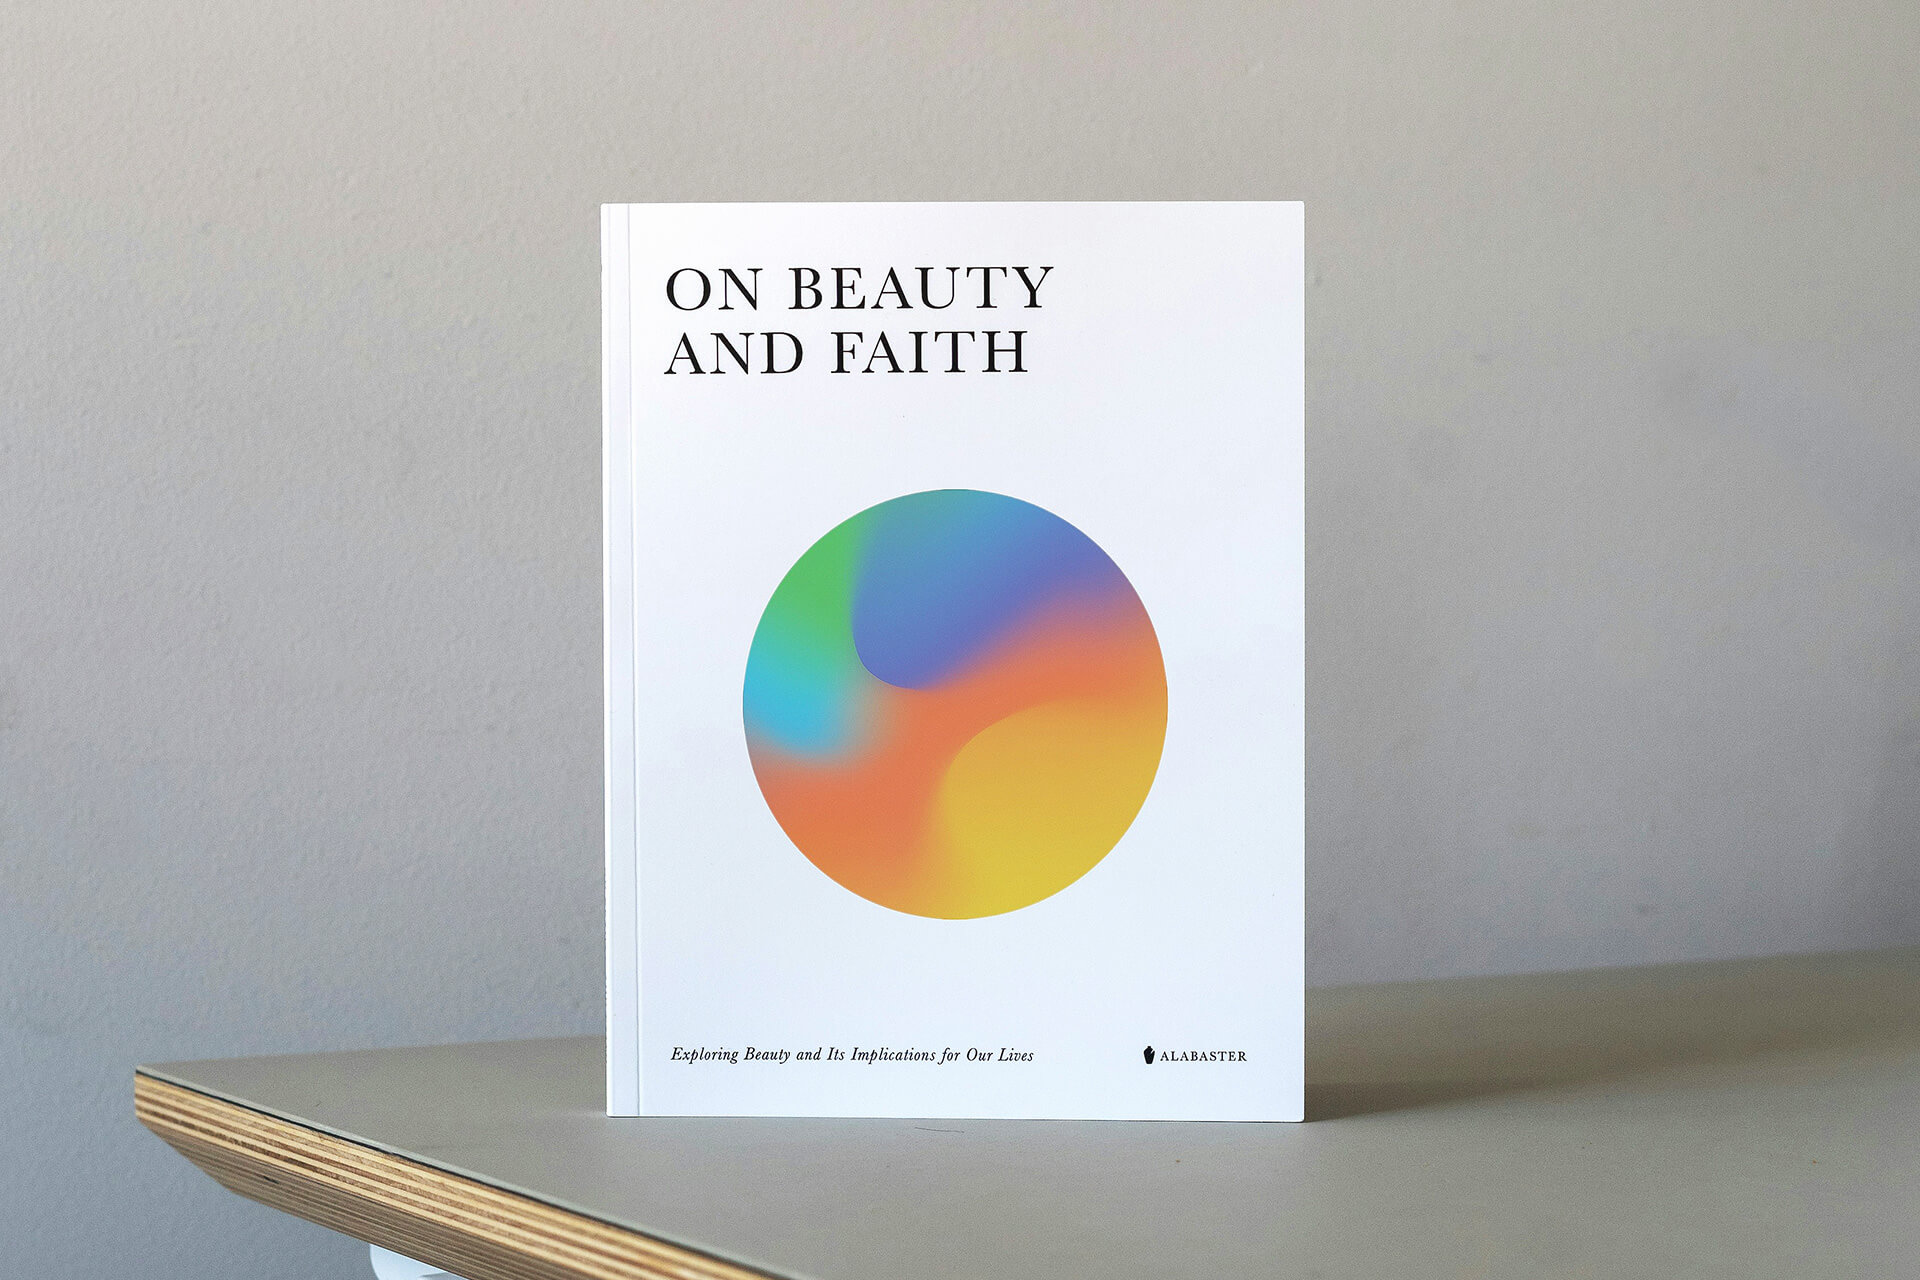 ON BEAUTY
AND FAITH
Exploring Beauty and Its Implications for Our Lives
ALABASTER